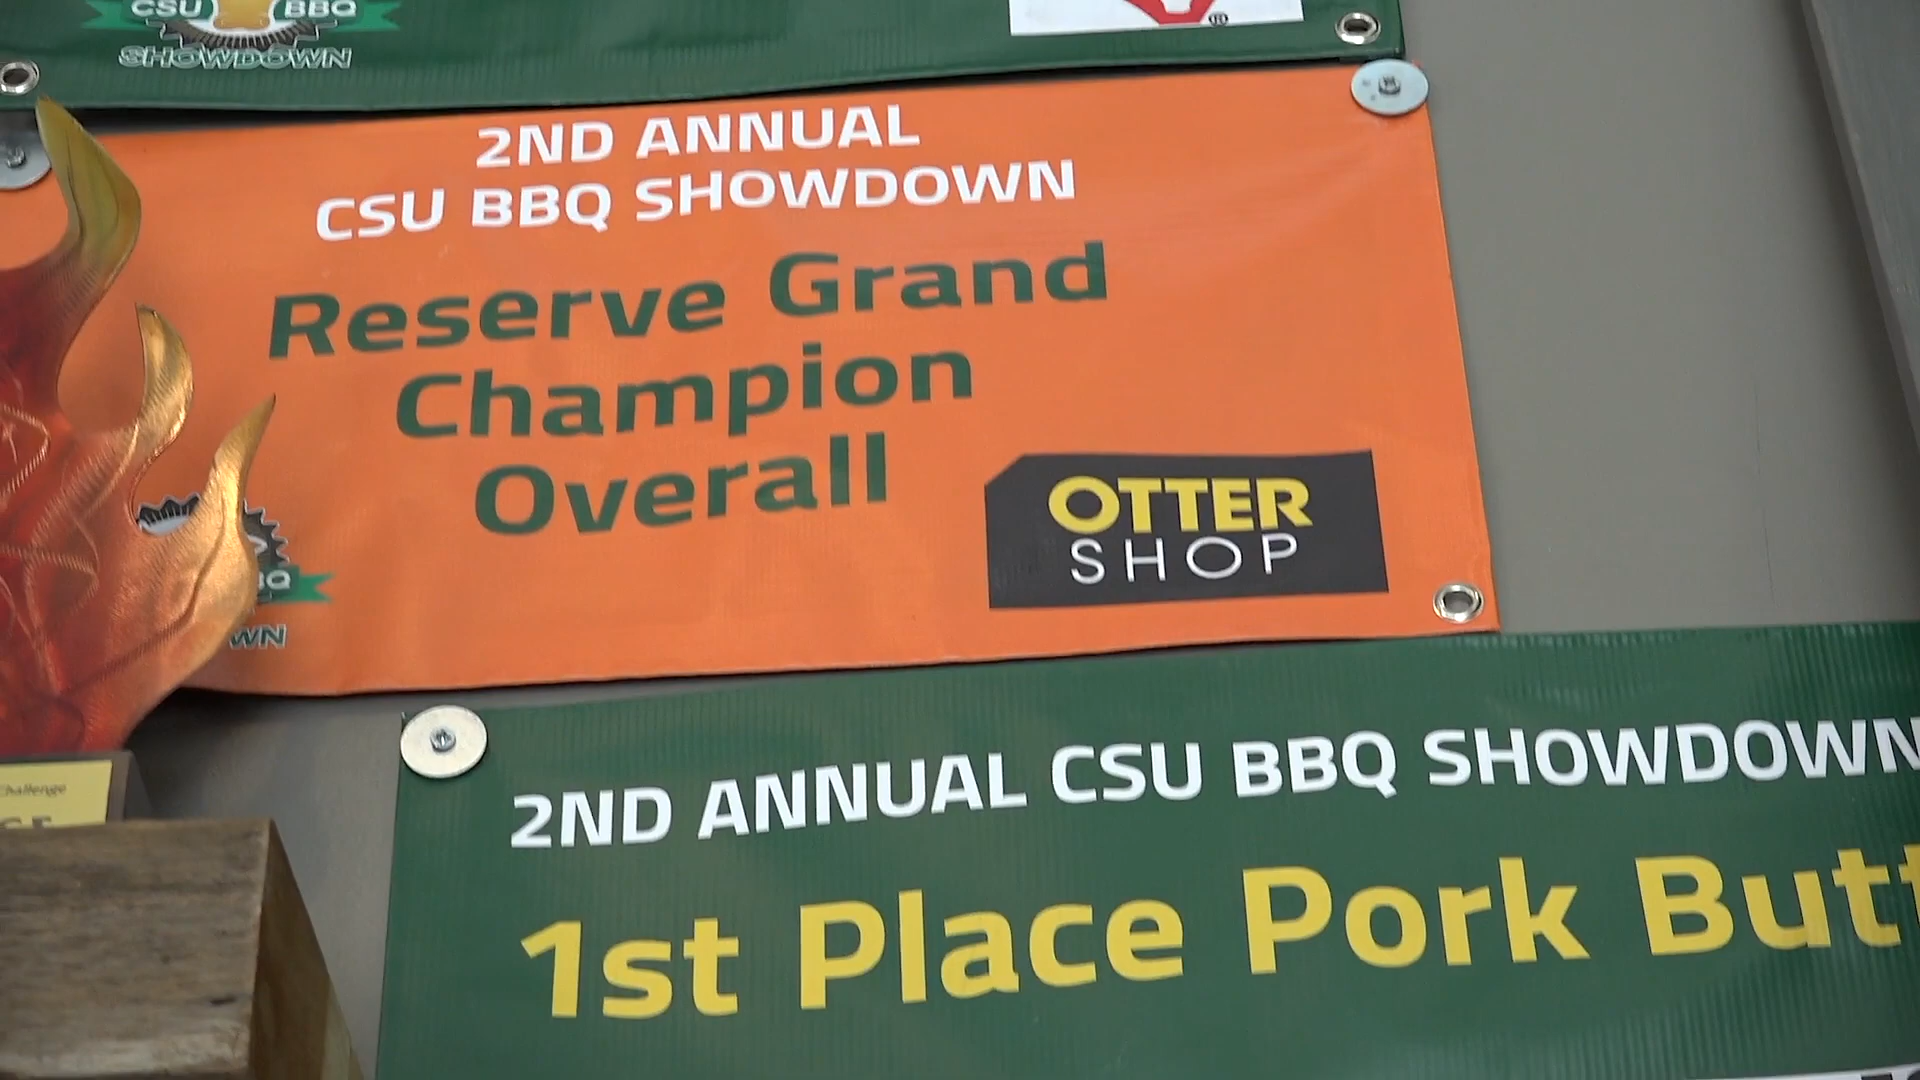 CSU BBQ
SHOWDOWN
®
2ND ANNUAL
CSU BBQ SHOWDOWN
Reserve Grand
Champion
Overall
OTTER
SHOP
2ND ANNUAL CSU BBQ SHOWDOWN
1st Place Pork Butt
Challenge